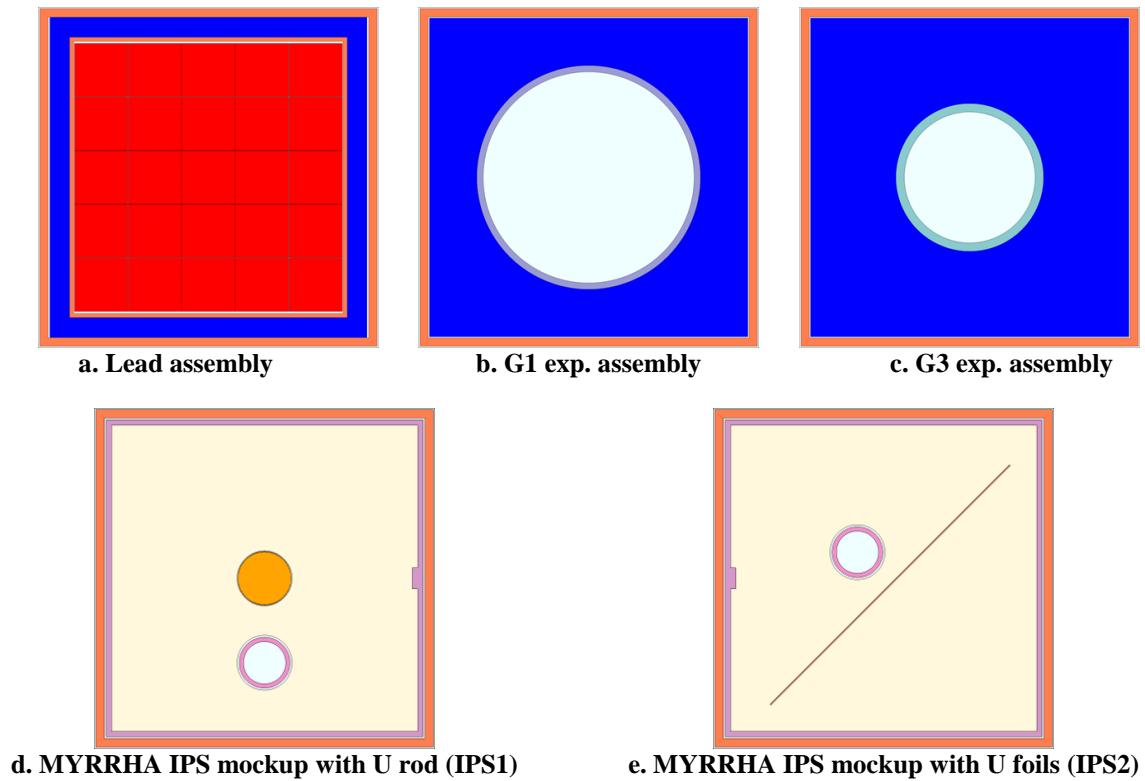 a. Lead assembly
b. G1 exp. assembly
c. G3 exp. assembly
d. MYRRHA IPS mockup with U rod (IPS1)
e. MYRRHA IPS mockup with U foils (IPS2)